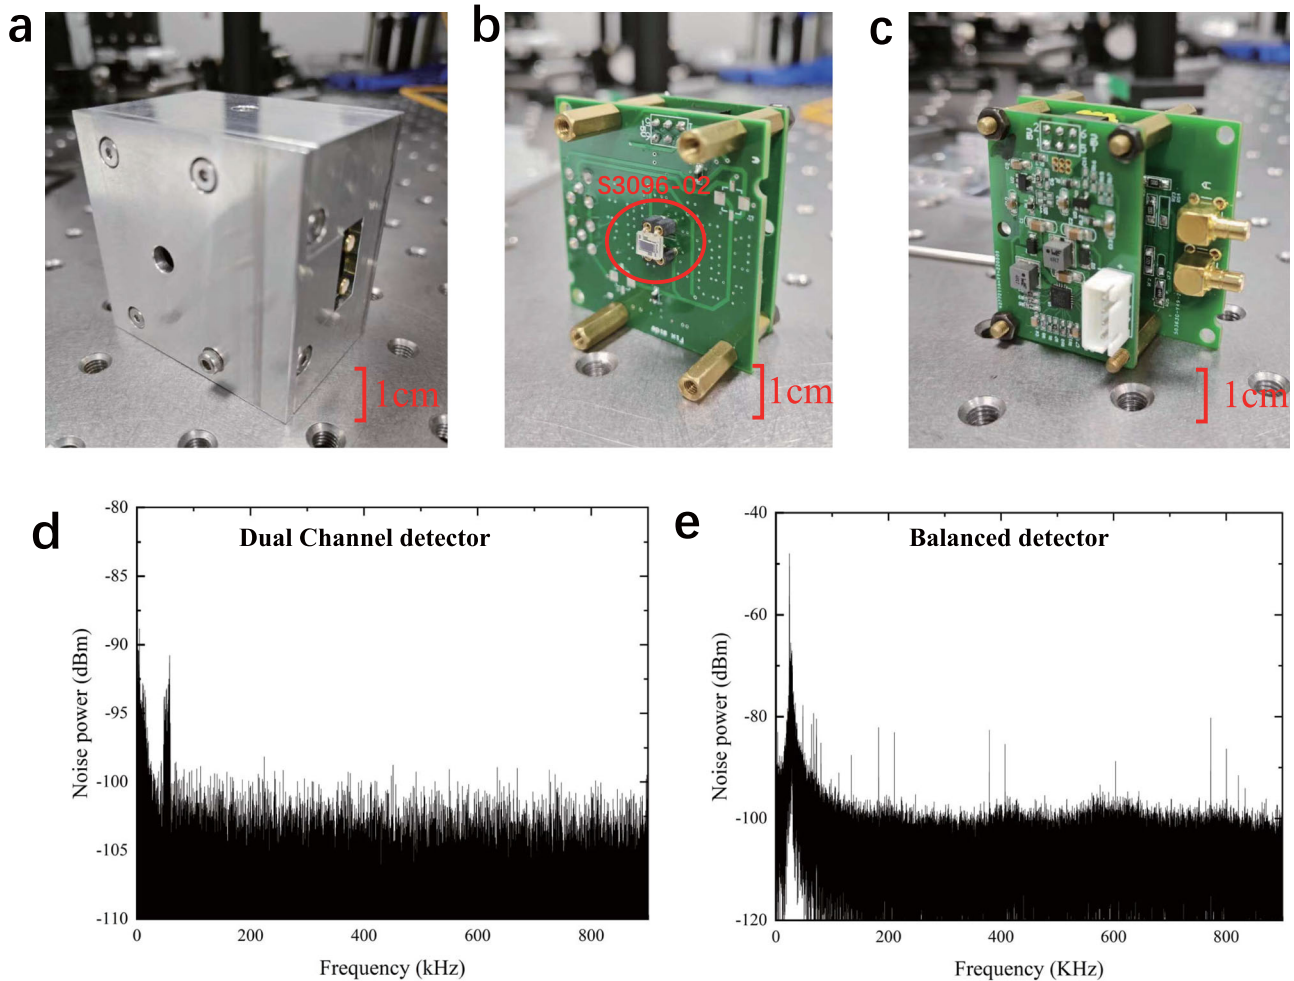 a
b
c
S3096-02
1cm
1cm
1cm
d
Dual Channel detector
-80
-85
-90
-95
-100
-105
-110
0
200
400
600
800
Noise power (dBm)
Frequency (kHz)
e
Balanced detector
-40
-60
-80
-100
-120
0
200
400
600
800
Noise power (dBm)
Frequency (KHz)